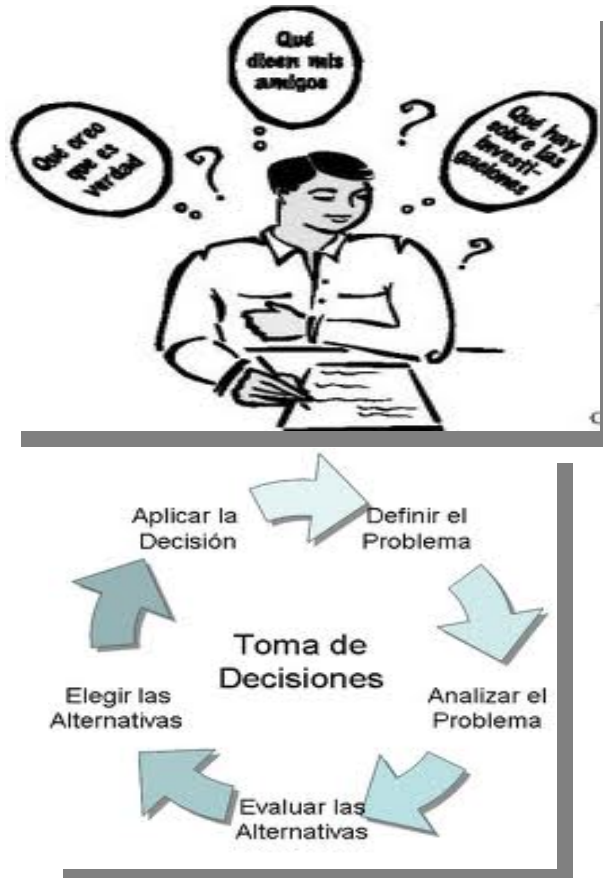 Qué
dicen mis
amigos
Qué creo
que es
verdad
?
?
Qué hay
sobre las
investi-
gaciones
?
Aplicar la
Decisión
Definir el
Problema
Toma de
Decisiones
Elegir las
Alternativas
Analizar el
Problema
Evaluar las
Alternativas